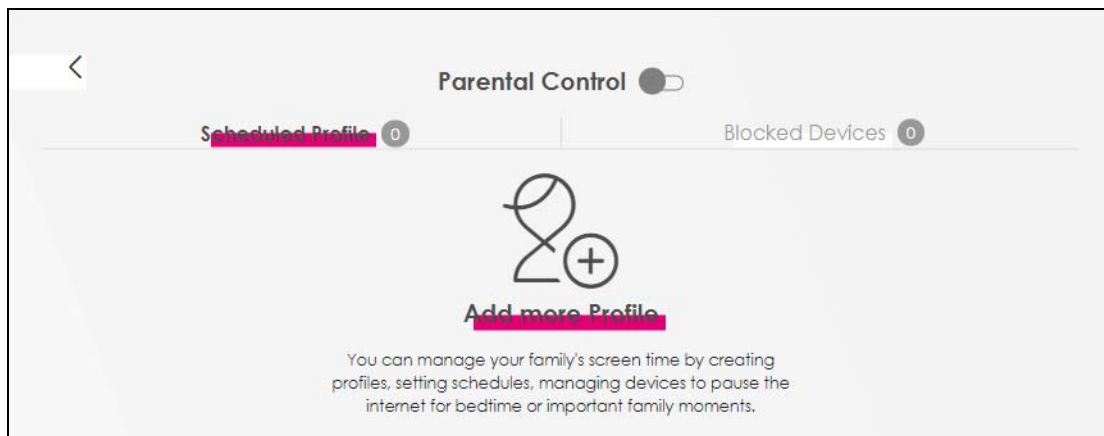 Parental Control
Scheduled Profile 0
Blocked Devices 0
Add more Profile
You can manage your family's screen time by creating
profiles, setting schedules, managing devices to pause the
internet for bedtime or important family moments.